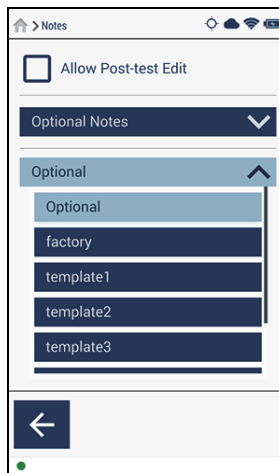 > Notes
Allow Post-test Edit
Optional Notes
Optional
Optional
factory
template1
template2
template3